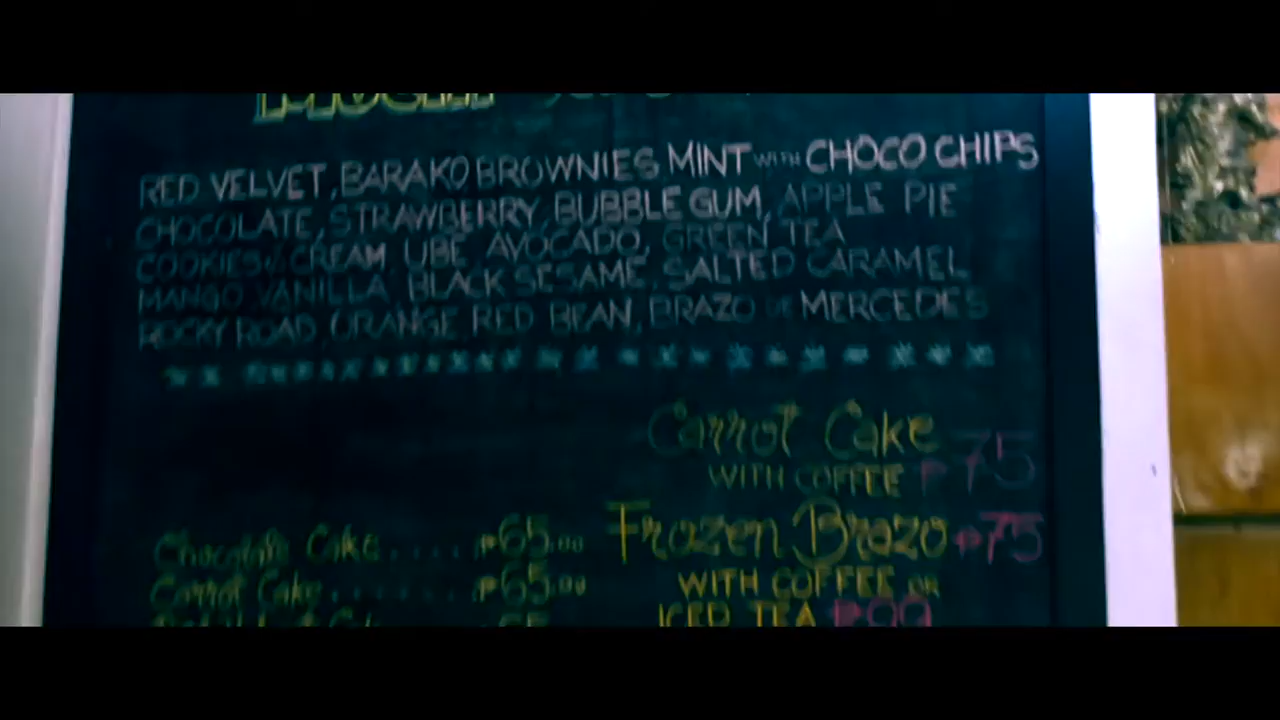 RED VELVET, BARAKO BROWNIES MINT WITH CHOCO CHIPS
CHOCOLATE, STRAWBERRY, BUBBLE GUM, APPLE PIE
COOKIES & CREAM UBE AVOCADO, GREEN TEA
MANGO VANILLA, BLACK SESAME, SALTED CARAMEL
ROCKY ROAD, ORANGE RED BEAN, BRAZO DE MERCEDES
Carrot Cake
WITH COFFEE ₱75
Chocolate Cake.....₱65.00
Carrot Cake.......₱65.00
Frozen Brazo ₱75
WITH COFFEE OR
ICED TEA ₱99